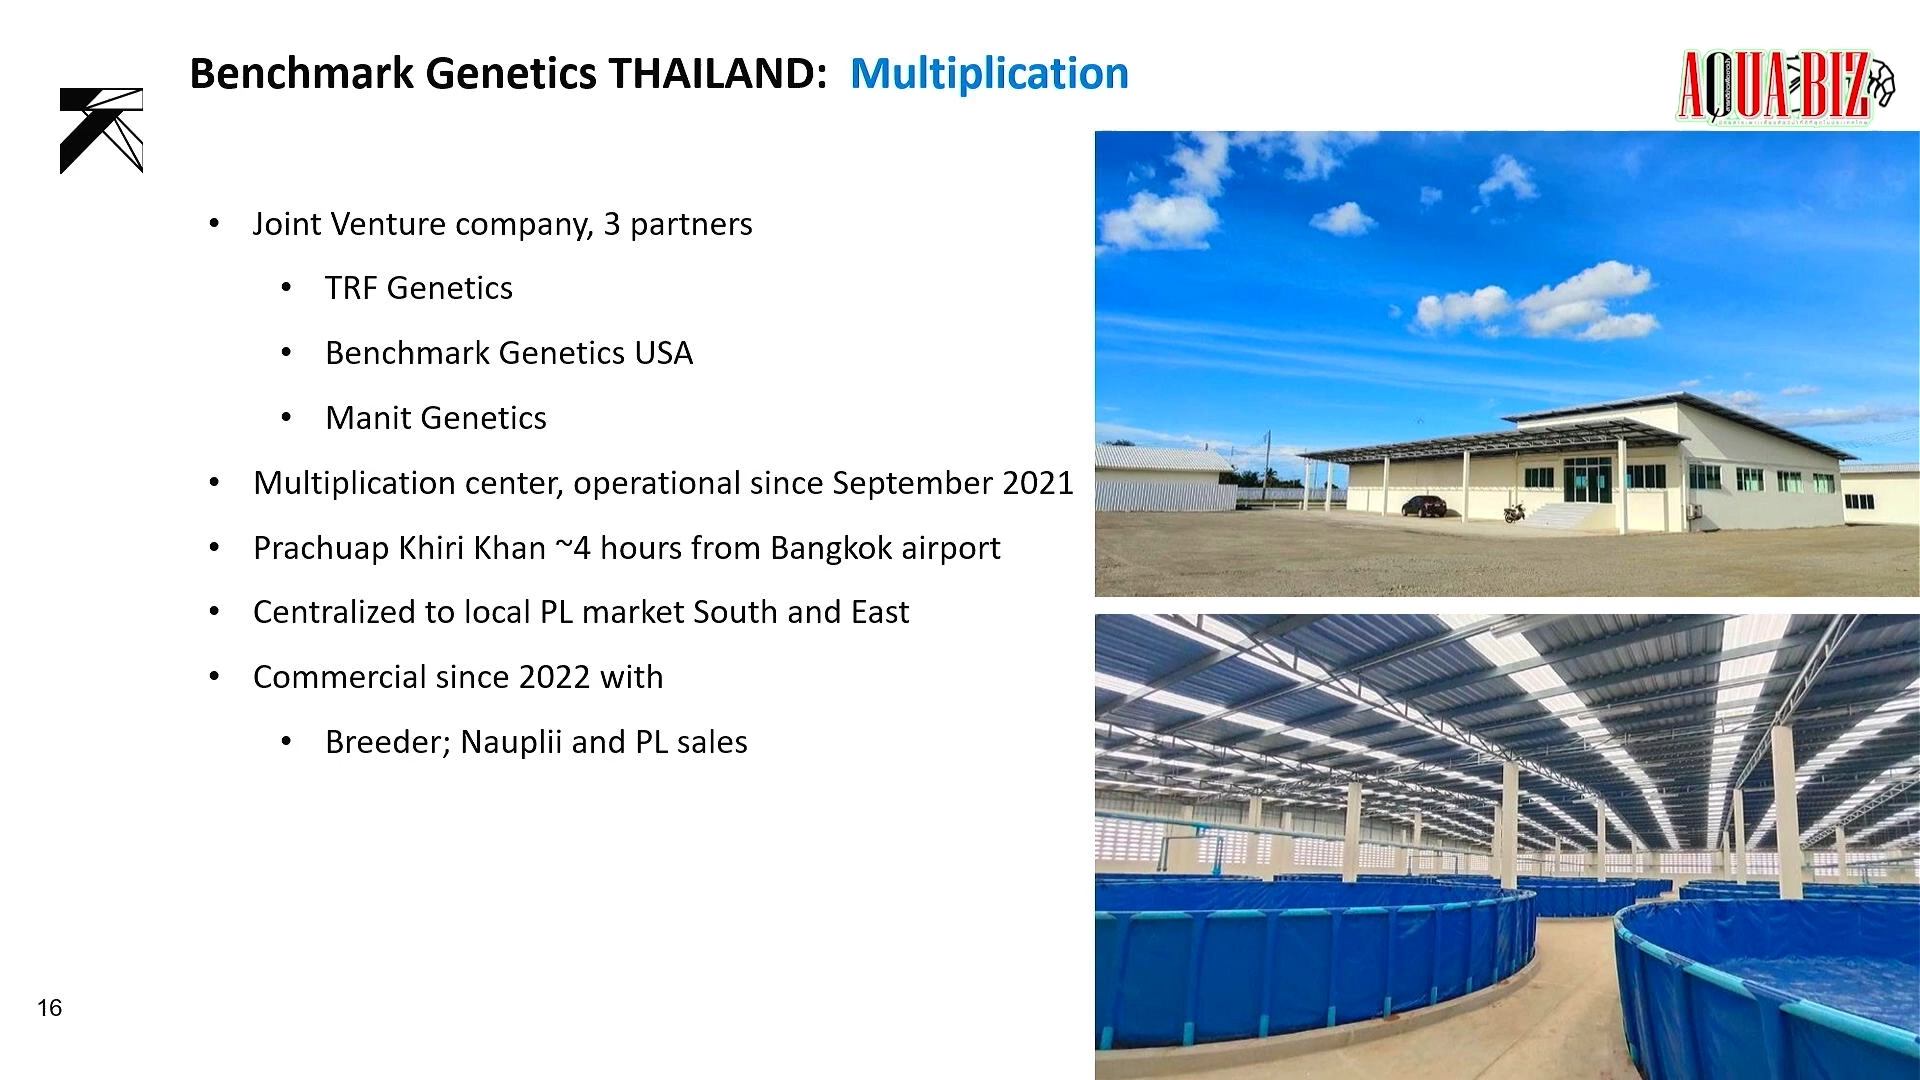 Benchmark Genetics THAILAND: Multiplication
AQUA BIZ
• Joint Venture company, 3 partners
• TRF Genetics
• Benchmark Genetics USA
• Manit Genetics
• Multiplication center, operational since September 2021
• Prachuap Khiri Khan ~4 hours from Bangkok airport
• Centralized to local PL market South and East
• Commercial since 2022 with
• Breeder; Nauplii and PL sales
16